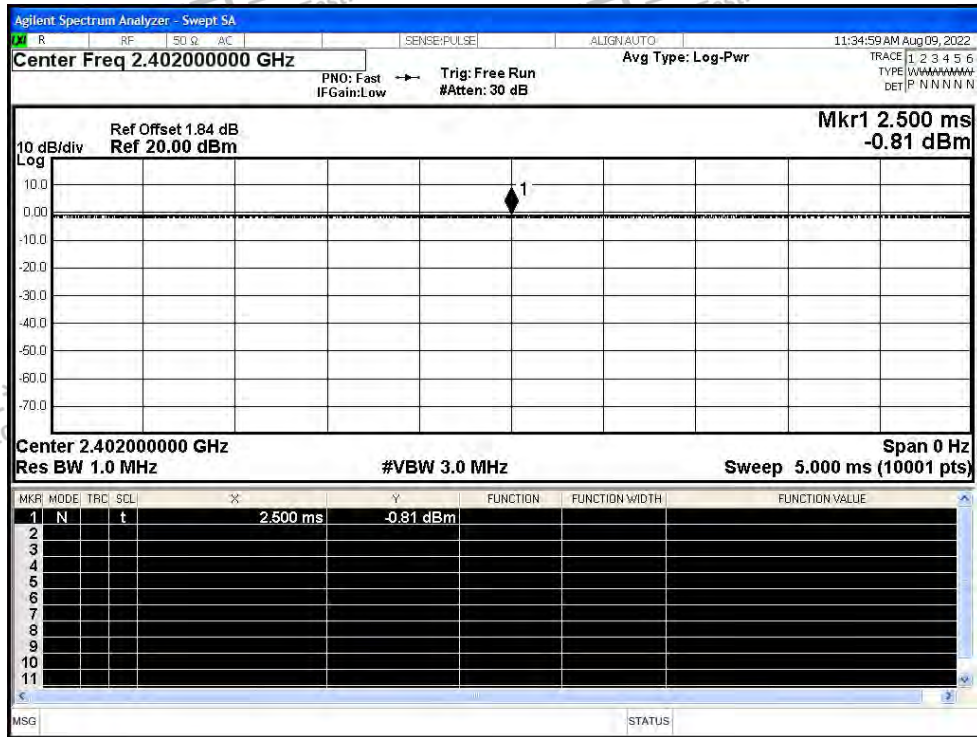 Agilent Spectrum Analyzer - Swept SA
LXI R RF 50 Ω AC SENSE:PULSE ALIGNAUTO 11:34:59 AM Aug 09, 2022
Center Freq 2.402000000 GHz
Avg Type: Log-Pwr
TRACE 1 2 3 4 5 6
PNO: Fast Trig: Free Run
TYPE WWWWWW
IFGain:Low #Atten: 30 dB
DET P N N N N N
Mkr1 2.500 ms
Ref Offset 1.84 dB
10 dB/div Ref 20.00 dBm
-0.81 dBm
Log
10.0
1
0.00
-10.0
-20.0
-30.0
-40.0
-50.0
-60.0
-70.0
Center 2.402000000 GHz Span 0 Hz
Res BW 1.0 MHz #VBW 3.0 MHz Sweep 5.000 ms (10001 pts)
MKR MODE TRC SCL X Y FUNCTION FUNCTION WIDTH FUNCTION VALUE
1 N t 2.500 ms -0.81 dBm
2
3
4
5
6
7
8
9
10
11
MSG STATUS